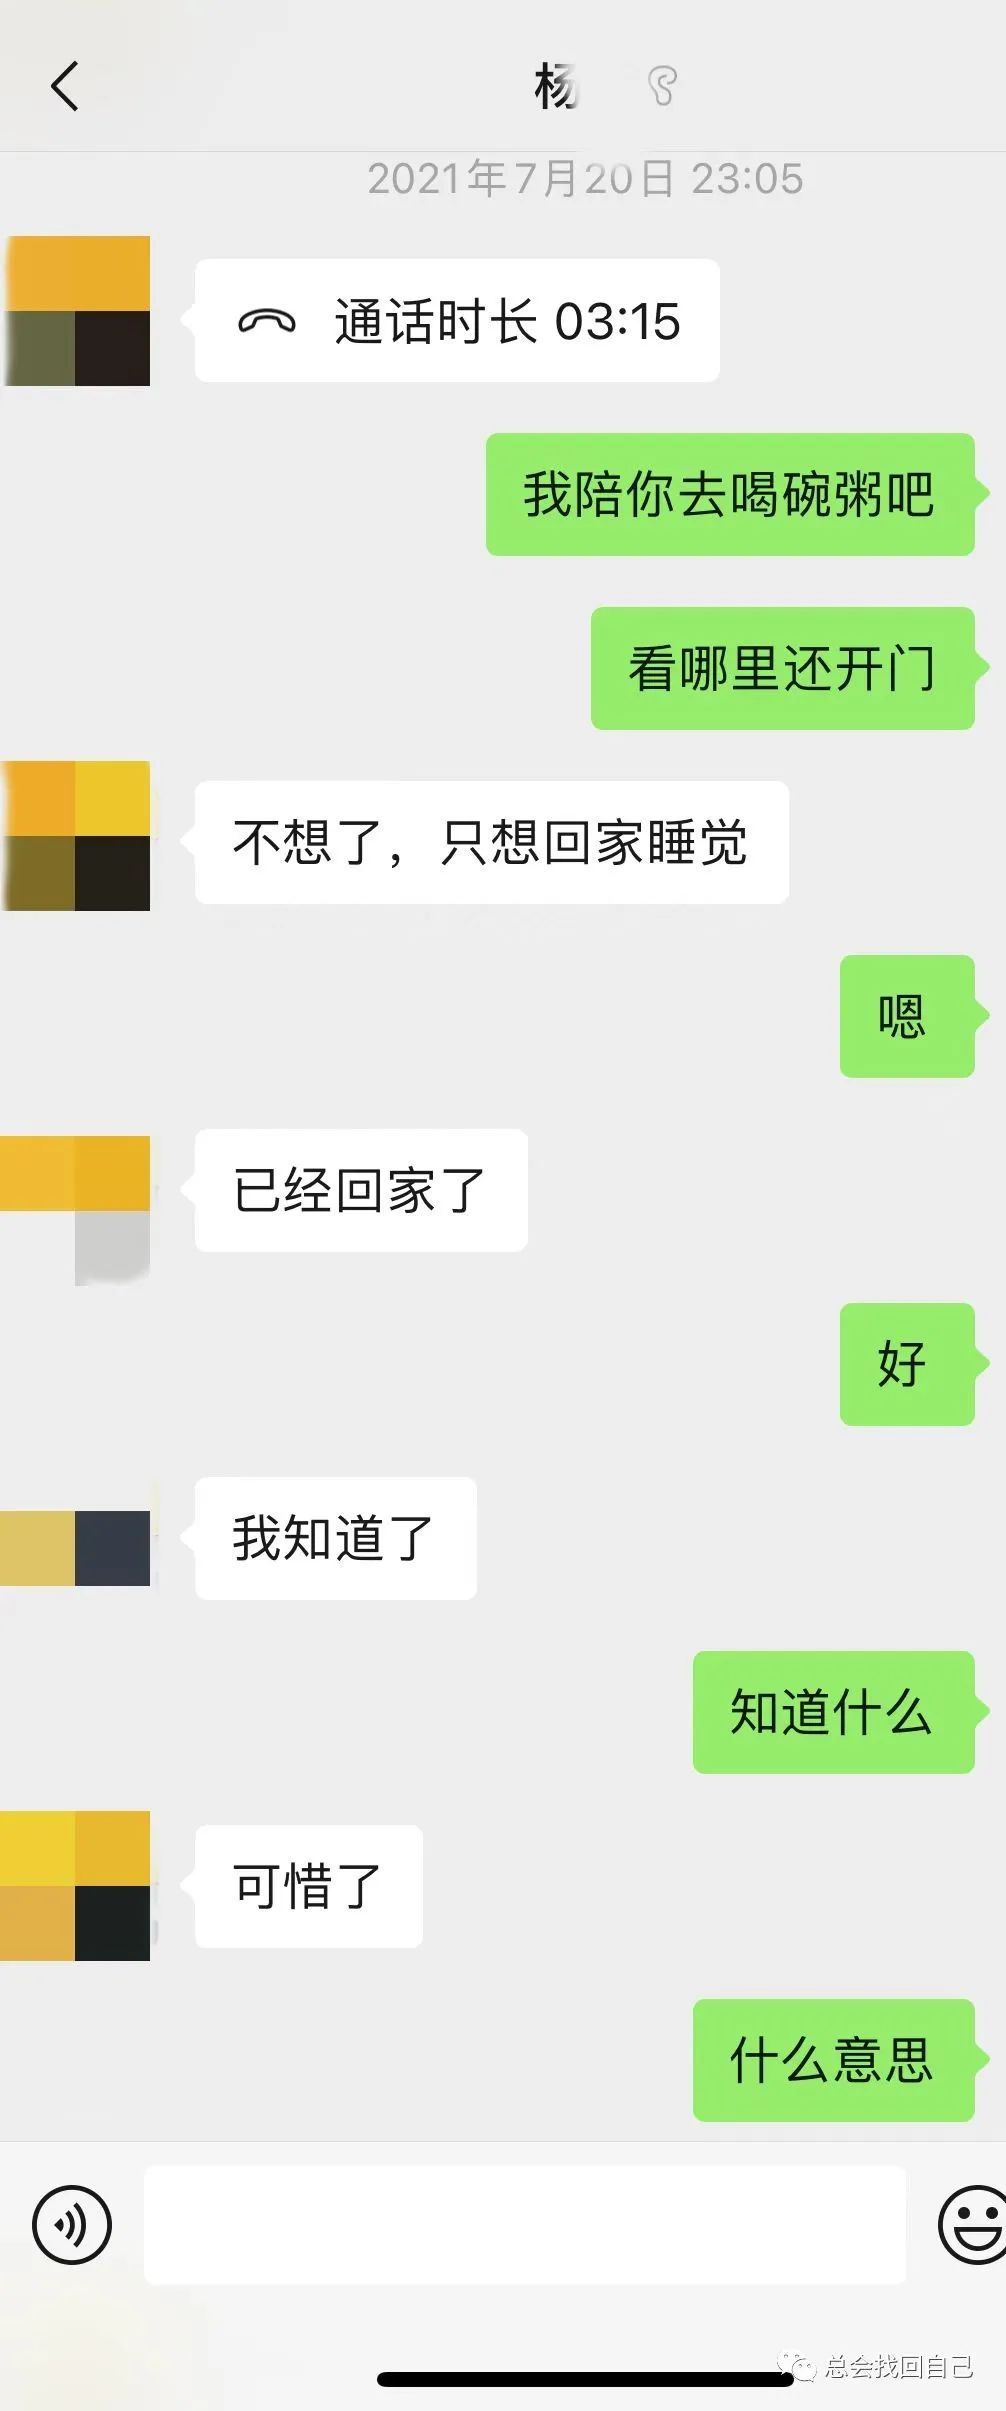 杨
2021年7月20日 23:05
通话时长 03:15
我陪你去喝碗粥吧
看哪里还开门
不想了，只想回家睡觉
嗯
已经回家了
好
我知道了
知道什么
可惜了
什么意思
总会找回自己